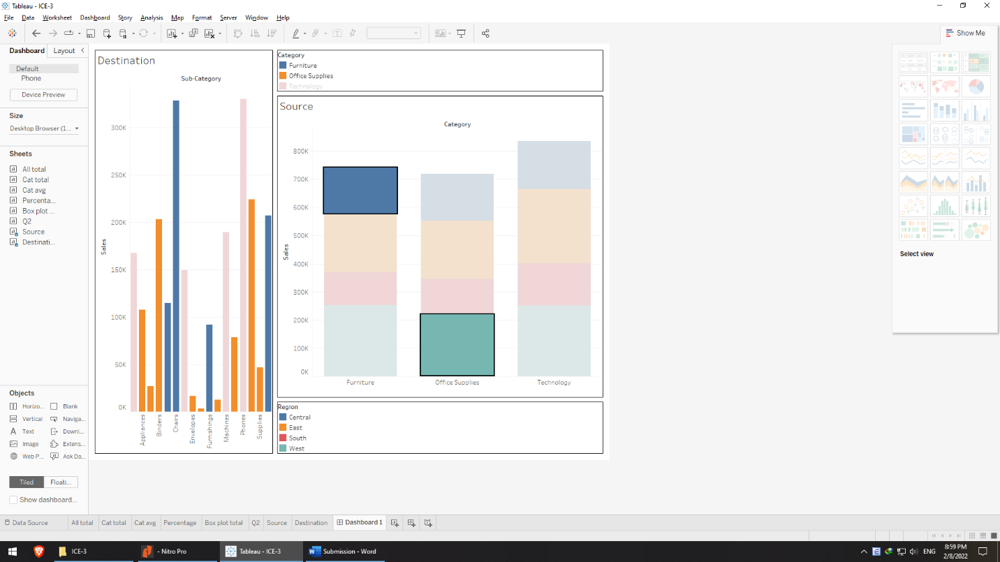 Tableau - ICE-3
File Data Worksheet Dashboard Story Analysis Map Format Server Window Help
Show Me
Dashboard Layout
Default
Phone
Device Preview
Size
Desktop Browser (1...
Sheets
All total
Cat total
Cat avg
Percenta...
Box plot ...
Q2
Source
Destinati...
Objects
Horizo... Blank
Vertical Naviga...
Text Downl...
Image Extens...
Web P... Ask Da...
Tiled Floati...
Show dashboard...
Destination
Sub-Category
300K
250K
200K
150K
100K
50K
0K
Sales
Appliances
Binders
Chairs
Envelopes
Furnishings
Machines
Phones
Supplies
Category
Furniture
Office Supplies
Technology
Source
Category
800K
700K
600K
500K
400K
300K
200K
100K
0K
Sales
Furniture Office Supplies Technology
Region
Central
East
South
West
Select view
Data Source All total Cat total Cat avg Percentage Box plot total Q2 Source Destination Dashboard 1
ICE-3 - Nitro Pro Tableau - ICE-3 Submission - Word
ENG
8:59 PM
2/8/2022